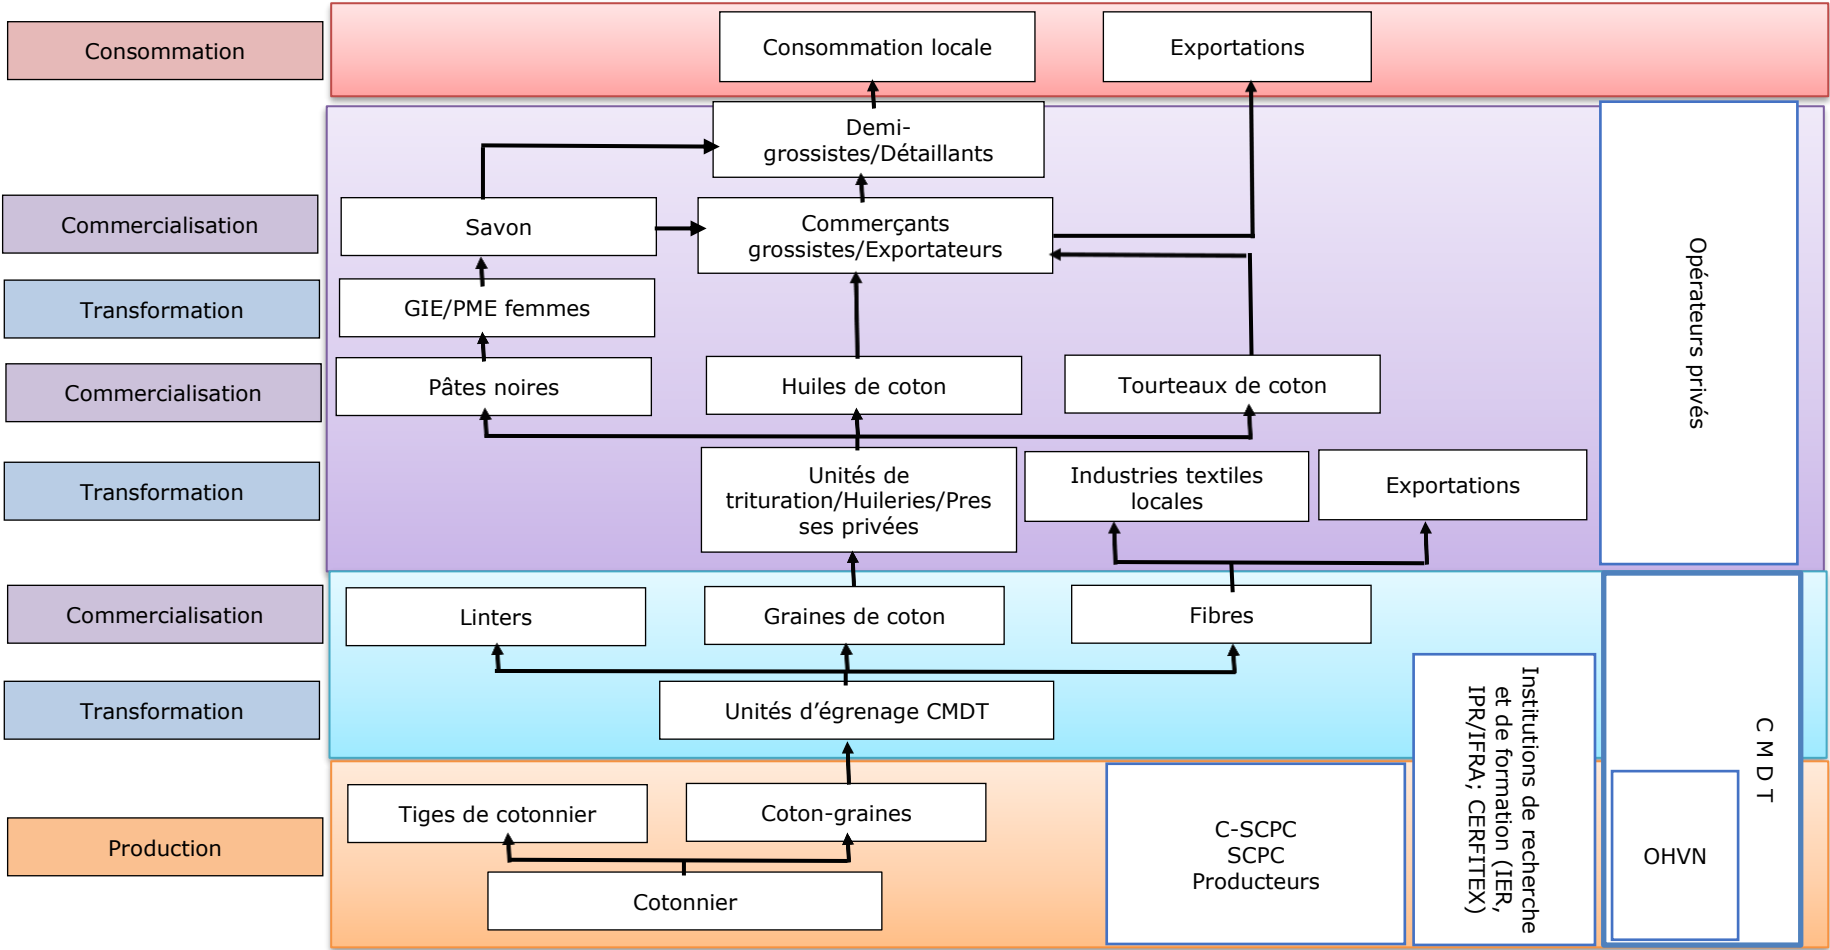 Consommation
Consommation locale
Exportations
Demi-
grossistes/Détaillants
Commercialisation
Savon
Commerçants
grossistes/Exportateurs
Opérateurs privés
Transformation
GIE/PME femmes
Commercialisation
Pâtes noires
Huiles de coton
Tourteaux de coton
Transformation
Unités de
trituration/Huileries/Pres
ses privées
Industries textiles
locales
Exportations
Commercialisation
Linters
Graines de coton
Fibres
Transformation
Unités d’égrenage CMDT
Institutions de recherche
et de formation (IER,
IPR/IFRA; CERFITEX)
C M D T
Production
Tiges de cotonnier
Coton-graines
C-SCPC
SCPC
Producteurs
OHVN
Cotonnier